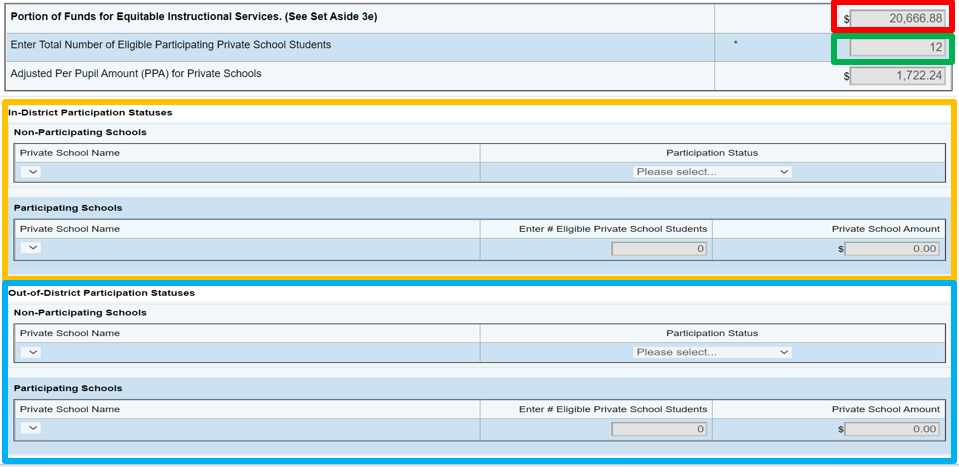 Portion of Funds for Equitable Instructional Services. (See Set Aside 3e) $ 20,666.88
Enter Total Number of Eligible Participating Private School Students * 12
Adjusted Per Pupil Amount (PPA) for Private Schools $ 1,722.24
In-District Participation Statuses
Non-Participating Schools
Private School Name Participation Status
Please select...
Participating Schools
Private School Name Enter # Eligible Private School Students Private School Amount
0 $ 0.00
Out-of-District Participation Statuses
Non-Participating Schools
Private School Name Participation Status
Please select...
Participating Schools
Private School Name Enter # Eligible Private School Students Private School Amount
0 $ 0.00